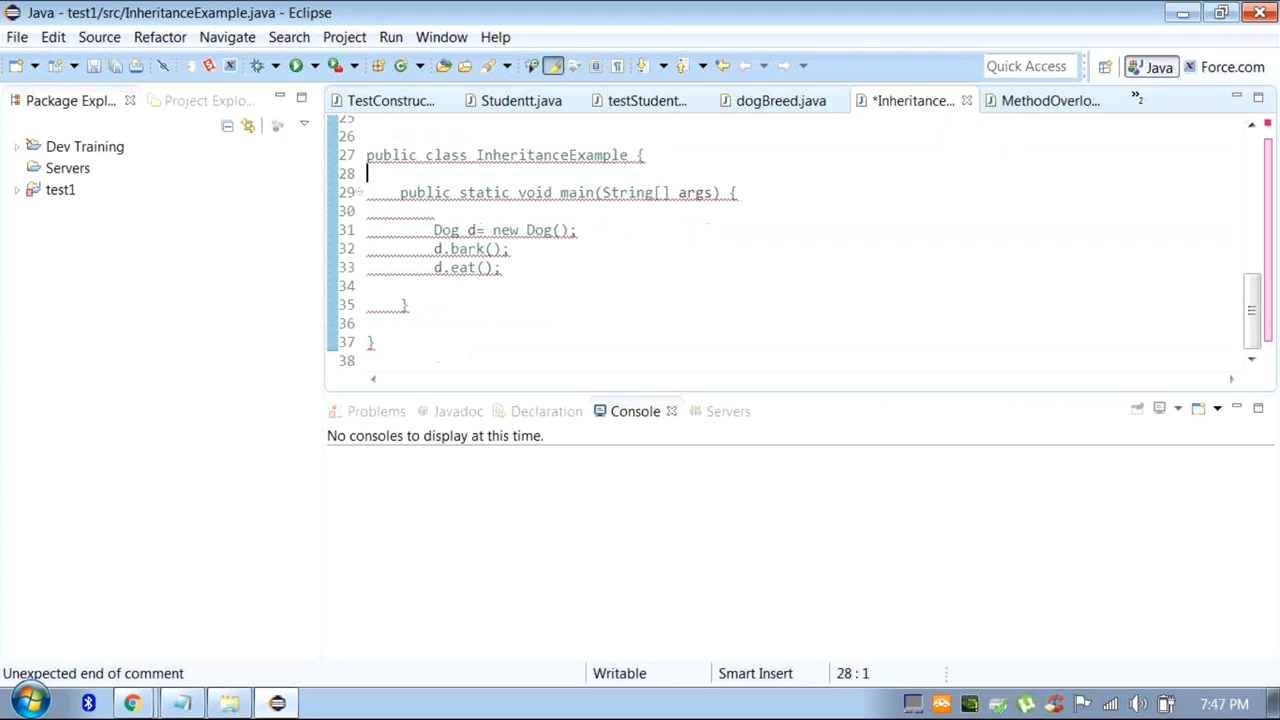 Java - test1/src/InheritanceExample.java - Eclipse
File Edit Source Refactor Navigate Search Project Run Window Help
Quick Access Java Force.com
Package Expl... Project Explo... TestConstruc... Studentt.java testStudent... dogBreed.java *Inheritance... MethodOverlo... »2
Dev Training
Servers
test1
25
26
27 public class InheritanceExample {
28
29 public static void main(String[] args) {
30
31 Dog d= new Dog();
32 d.bark();
33 d.eat();
34
35 }
36
37 }
38
Problems @ Javadoc Declaration Console Servers
No consoles to display at this time.
Unexpected end of comment Writable Smart Insert 28 : 1
7:47 PM